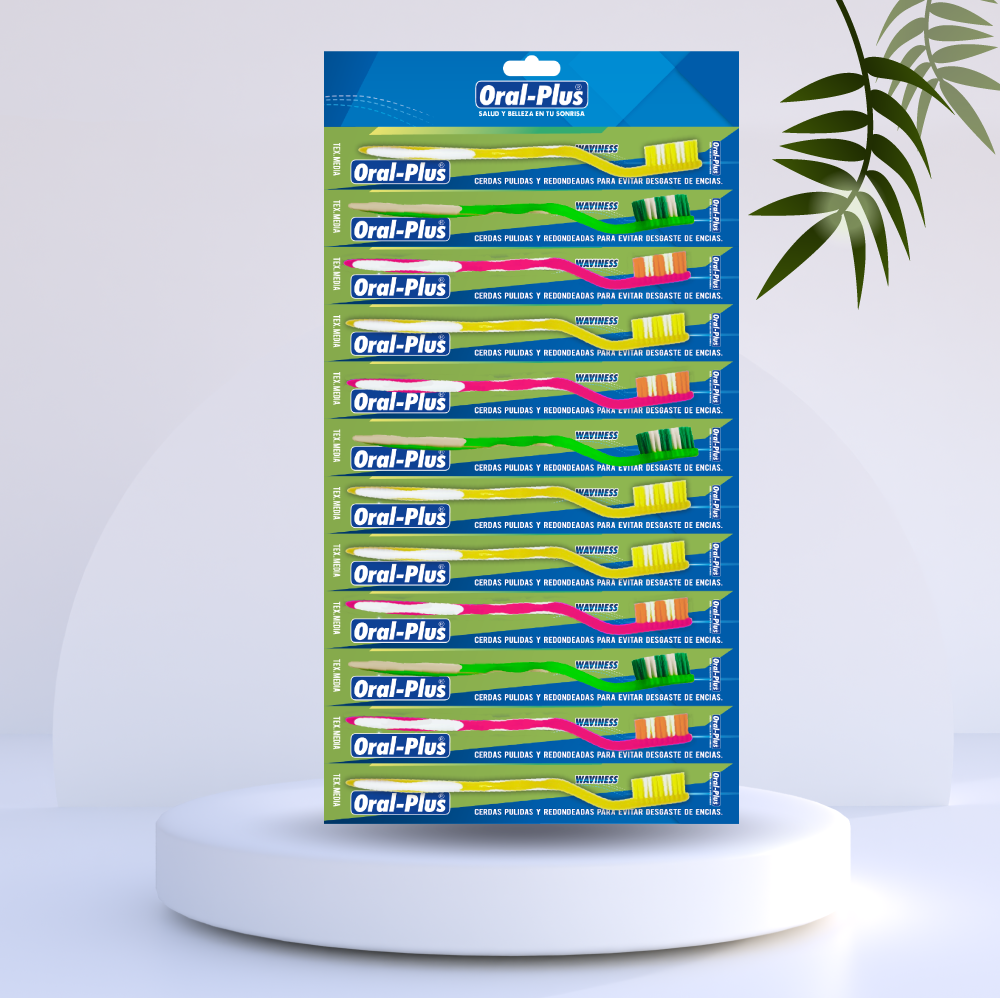 Oral-Plus®
SALUD Y BELLEZA EN TU SONRISA
TEX.MEDIA
WAVINESS
Oral-Plus®
Oral-Plus
CERDAS PULIDAS Y REDONDEADAS PARA EVITAR DESGASTE DE ENCIAS.
TEX.MEDIA
WAVINESS
Oral-Plus®
Oral-Plus
CERDAS PULIDAS Y REDONDEADAS PARA EVITAR DESGASTE DE ENCIAS.
TEX.MEDIA
WAVINESS
Oral-Plus®
Oral-Plus
CERDAS PULIDAS Y REDONDEADAS PARA EVITAR DESGASTE DE ENCIAS.
TEX.MEDIA
WAVINESS
Oral-Plus®
Oral-Plus
CERDAS PULIDAS Y REDONDEADAS PARA EVITAR DESGASTE DE ENCIAS.
TEX.MEDIA
WAVINESS
Oral-Plus®
Oral-Plus
CERDAS PULIDAS Y REDONDEADAS PARA EVITAR DESGASTE DE ENCIAS.
TEX.MEDIA
WAVINESS
Oral-Plus®
Oral-Plus
CERDAS PULIDAS Y REDONDEADAS PARA EVITAR DESGASTE DE ENCIAS.
TEX.MEDIA
WAVINESS
Oral-Plus®
Oral-Plus
CERDAS PULIDAS Y REDONDEADAS PARA EVITAR DESGASTE DE ENCIAS.
TEX.MEDIA
WAVINESS
Oral-Plus®
Oral-Plus
CERDAS PULIDAS Y REDONDEADAS PARA EVITAR DESGASTE DE ENCIAS.
TEX.MEDIA
WAVINESS
Oral-Plus®
Oral-Plus
CERDAS PULIDAS Y REDONDEADAS PARA EVITAR DESGASTE DE ENCIAS.
TEX.MEDIA
WAVINESS
Oral-Plus®
Oral-Plus
CERDAS PULIDAS Y REDONDEADAS PARA EVITAR DESGASTE DE ENCIAS.
TEX.MEDIA
WAVINESS
Oral-Plus®
Oral-Plus
CERDAS PULIDAS Y REDONDEADAS PARA EVITAR DESGASTE DE ENCIAS.
TEX.MEDIA
WAVINESS
Oral-Plus®
Oral-Plus
CERDAS PULIDAS Y REDONDEADAS PARA EVITAR DESGASTE DE ENCIAS.